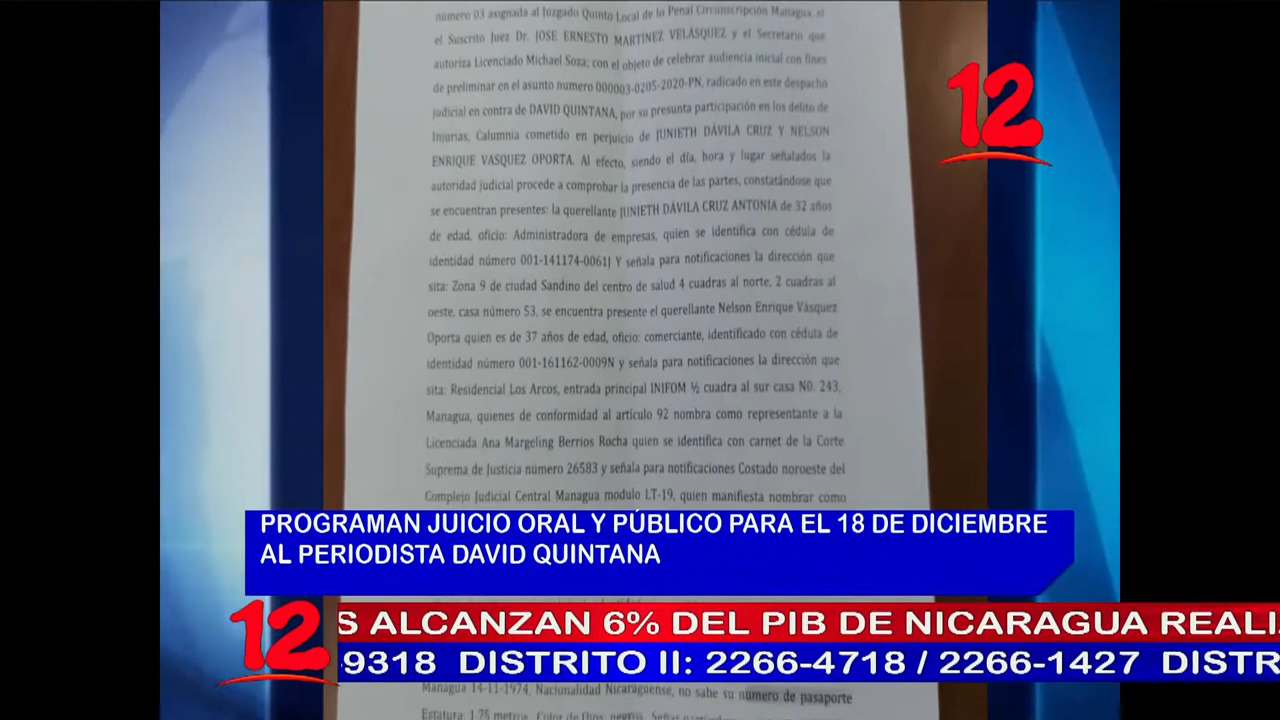 número 03 asignada al Juzgado Quinto Local de lo Penal Circunscripción Managua, el
el Suscrito Juez Dr. JOSE ERNESTO MARTINEZ VELÁSQUEZ y el Secretario que
autoriza Licenciado Michael Soza; con el objeto de celebrar audiencia inicial con fines
de preliminar en el asunto numero 000003-0205-2020-PN, radicado en este despacho
judicial en contra de DAVID QUINTANA, por su presunta participación en los delito de
Injurias, Calumnia cometido en perjuicio de JUNIETH DÁVILA CRUZ Y NELSON
ENRIQUE VASQUEZ OPORTA. Al efecto, siendo el día, hora y lugar señalados la
autoridad judicial procede a comprobar la presencia de las partes, constatándose que
se encuentran presentes: la querellante JUNIETH DÁVILA CRUZ ANTONIA de 32 años
de edad, oficio: Administradora de empresas, quien se identifica con cédula de
identidad número 001-141174-0061J Y señala para notificaciones la dirección que
sita: Zona 9 de ciudad Sandino del centro de salud 4 cuadras al norte, 2 cuadras al
oeste, casa número 53, se encuentra presente el querellante Nelson Enrique Vásquez
Oporta quien es de 37 años de edad, oficio: comerciante, identificado con cédula de
identidad número 001-161162-0009N y señala para notificaciones la dirección que
sita: Residencial Los Arcos, entrada principal INIFOM ½ cuadra al sur casa N0. 243,
Managua, quienes de conformidad al artículo 92 nombra como representante a la
Licenciada Ana Margeling Berrios Rocha quien se identifica con carnet de la Corte
Suprema de Justicia número 26583 y señala para notificaciones Costado noroeste del
Complejo Judicial Central Managua modulo LT-19, quien manifiesta nombrar como
12
PROGRAMAN JUICIO ORAL Y PÚBLICO PARA EL 18 DE DICIEMBRE
AL PERIODISTA DAVID QUINTANA
12
S ALCANZAN 6% DEL PIB DE NICARAGUA REALI
-9318 DISTRITO II: 2266-4718 / 2266-1427 DISTR
Managua 14-11-1974, Nacionalidad Nicaragüense, no sabe su número de pasaporte
Estatura: 1.75 metros, Color de Ojos, negros, Señas